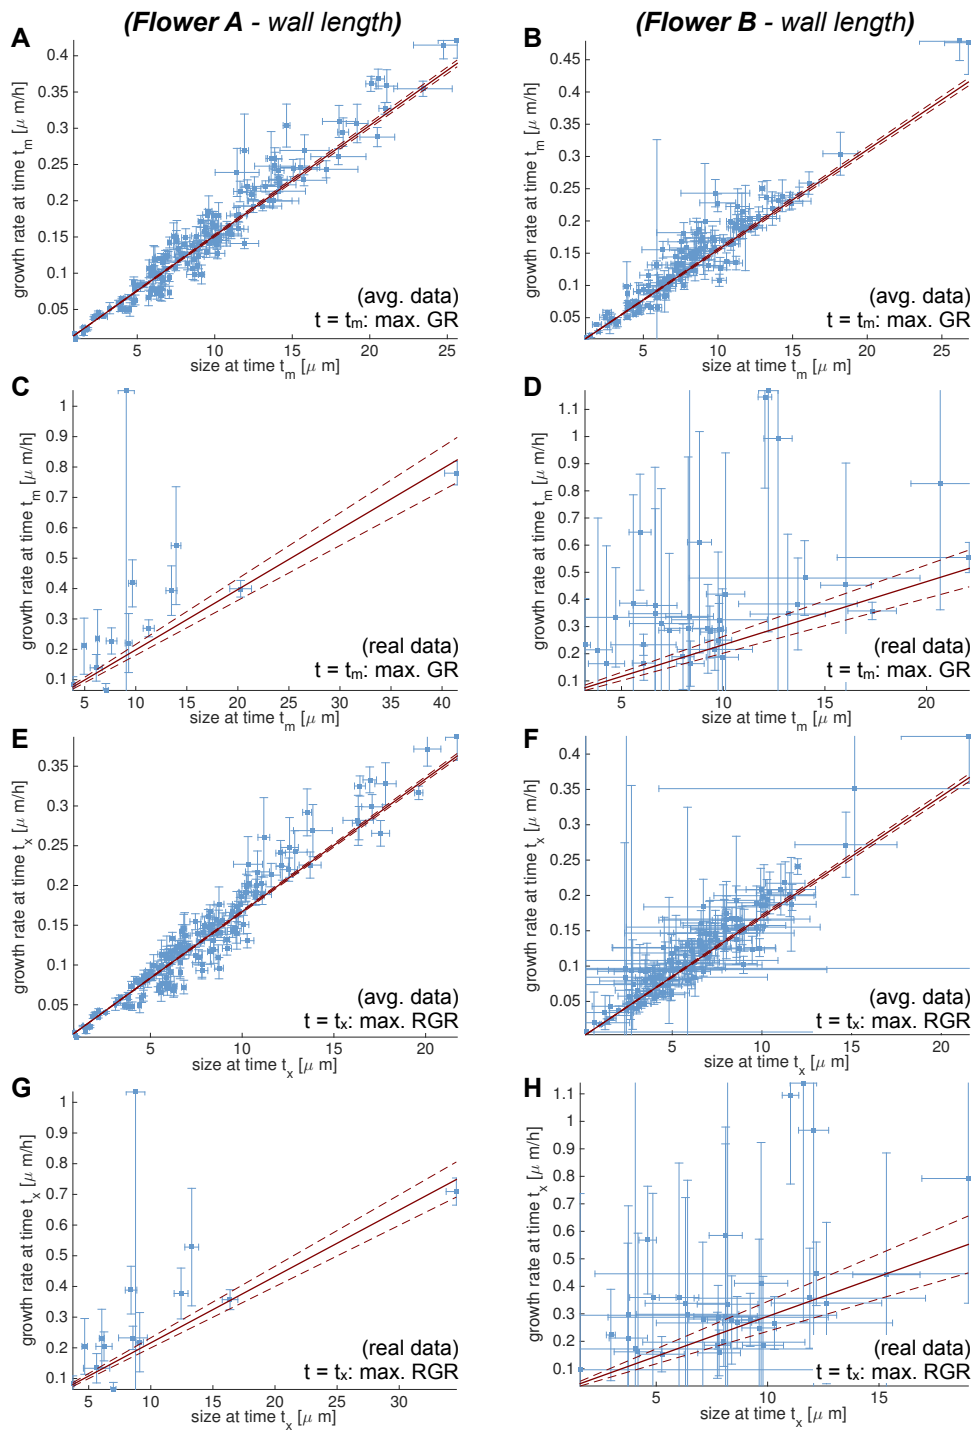 (Flower A - wall length)
(Flower B - wall length)
A
growth rate at time t_m [μ m/h]
0.4
0.35
0.3
0.25
0.2
0.15
0.1
0.05
5 10 15 20 25
size at time t_m [μ m]
(avg. data)
t = t_m: max. GR
B
growth rate at time t_m [μ m/h]
0.45
0.4
0.35
0.3
0.25
0.2
0.15
0.1
0.05
5 10 15 20 25
size at time t_m [μ m]
(avg. data)
t = t_m: max. GR
C
growth rate at time t_m [μ m/h]
1
0.9
0.8
0.7
0.6
0.5
0.4
0.3
0.2
0.1
5 10 15 20 25 30 35 40
size at time t_m [μ m]
(real data)
t = t_m: max. GR
D
growth rate at time t_m [μ m/h]
1.1
1
0.9
0.8
0.7
0.6
0.5
0.4
0.3
0.2
0.1
5 10 15 20
size at time t_m [μ m]
(real data)
t = t_m: max. GR
E
growth rate at time t_x [μ m/h]
0.35
0.3
0.25
0.2
0.15
0.1
0.05
5 10 15 20
size at time t_x [μ m]
(avg. data)
t = t_x: max. RGR
F
growth rate at time t_x [μ m/h]
0.4
0.35
0.3
0.25
0.2
0.15
0.1
0.05
5 10 15 20
size at time t_x [μ m]
(avg. data)
t = t_x: max. RGR
G
growth rate at time t_x [μ m/h]
1
0.9
0.8
0.7
0.6
0.5
0.4
0.3
0.2
0.1
5 10 15 20 25 30
size at time t_x [μ m]
(real data)
t = t_x: max. RGR
H
growth rate at time t_x [μ m/h]
1.1
1
0.9
0.8
0.7
0.6
0.5
0.4
0.3
0.2
0.1
5 10 15
size at time t_x [μ m]
(real data)
t = t_x: max. RGR